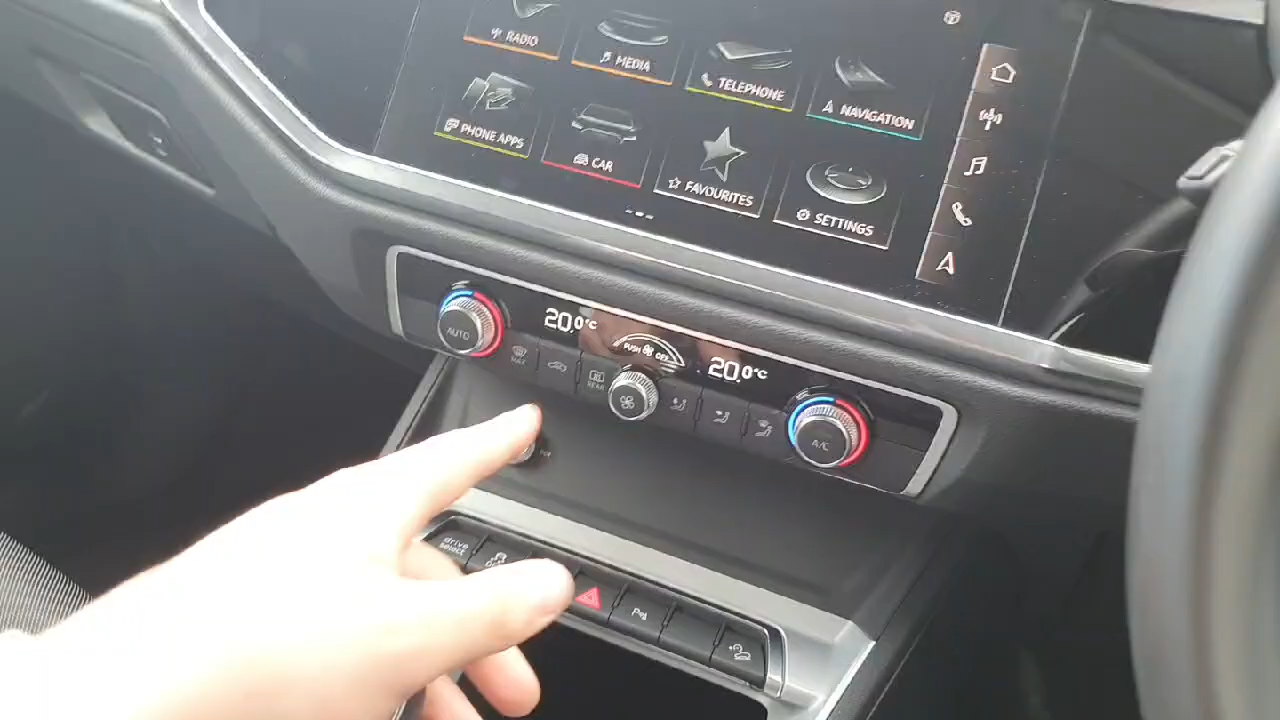 RADIO
MEDIA
TELEPHONE
NAVIGATION
PHONE APPS
CAR
FAVOURITES
SETTINGS
AUTO
20.0°C
PUSH OFF
20.0°C
MAX
REAR
A/C
drive
select
OFF
P